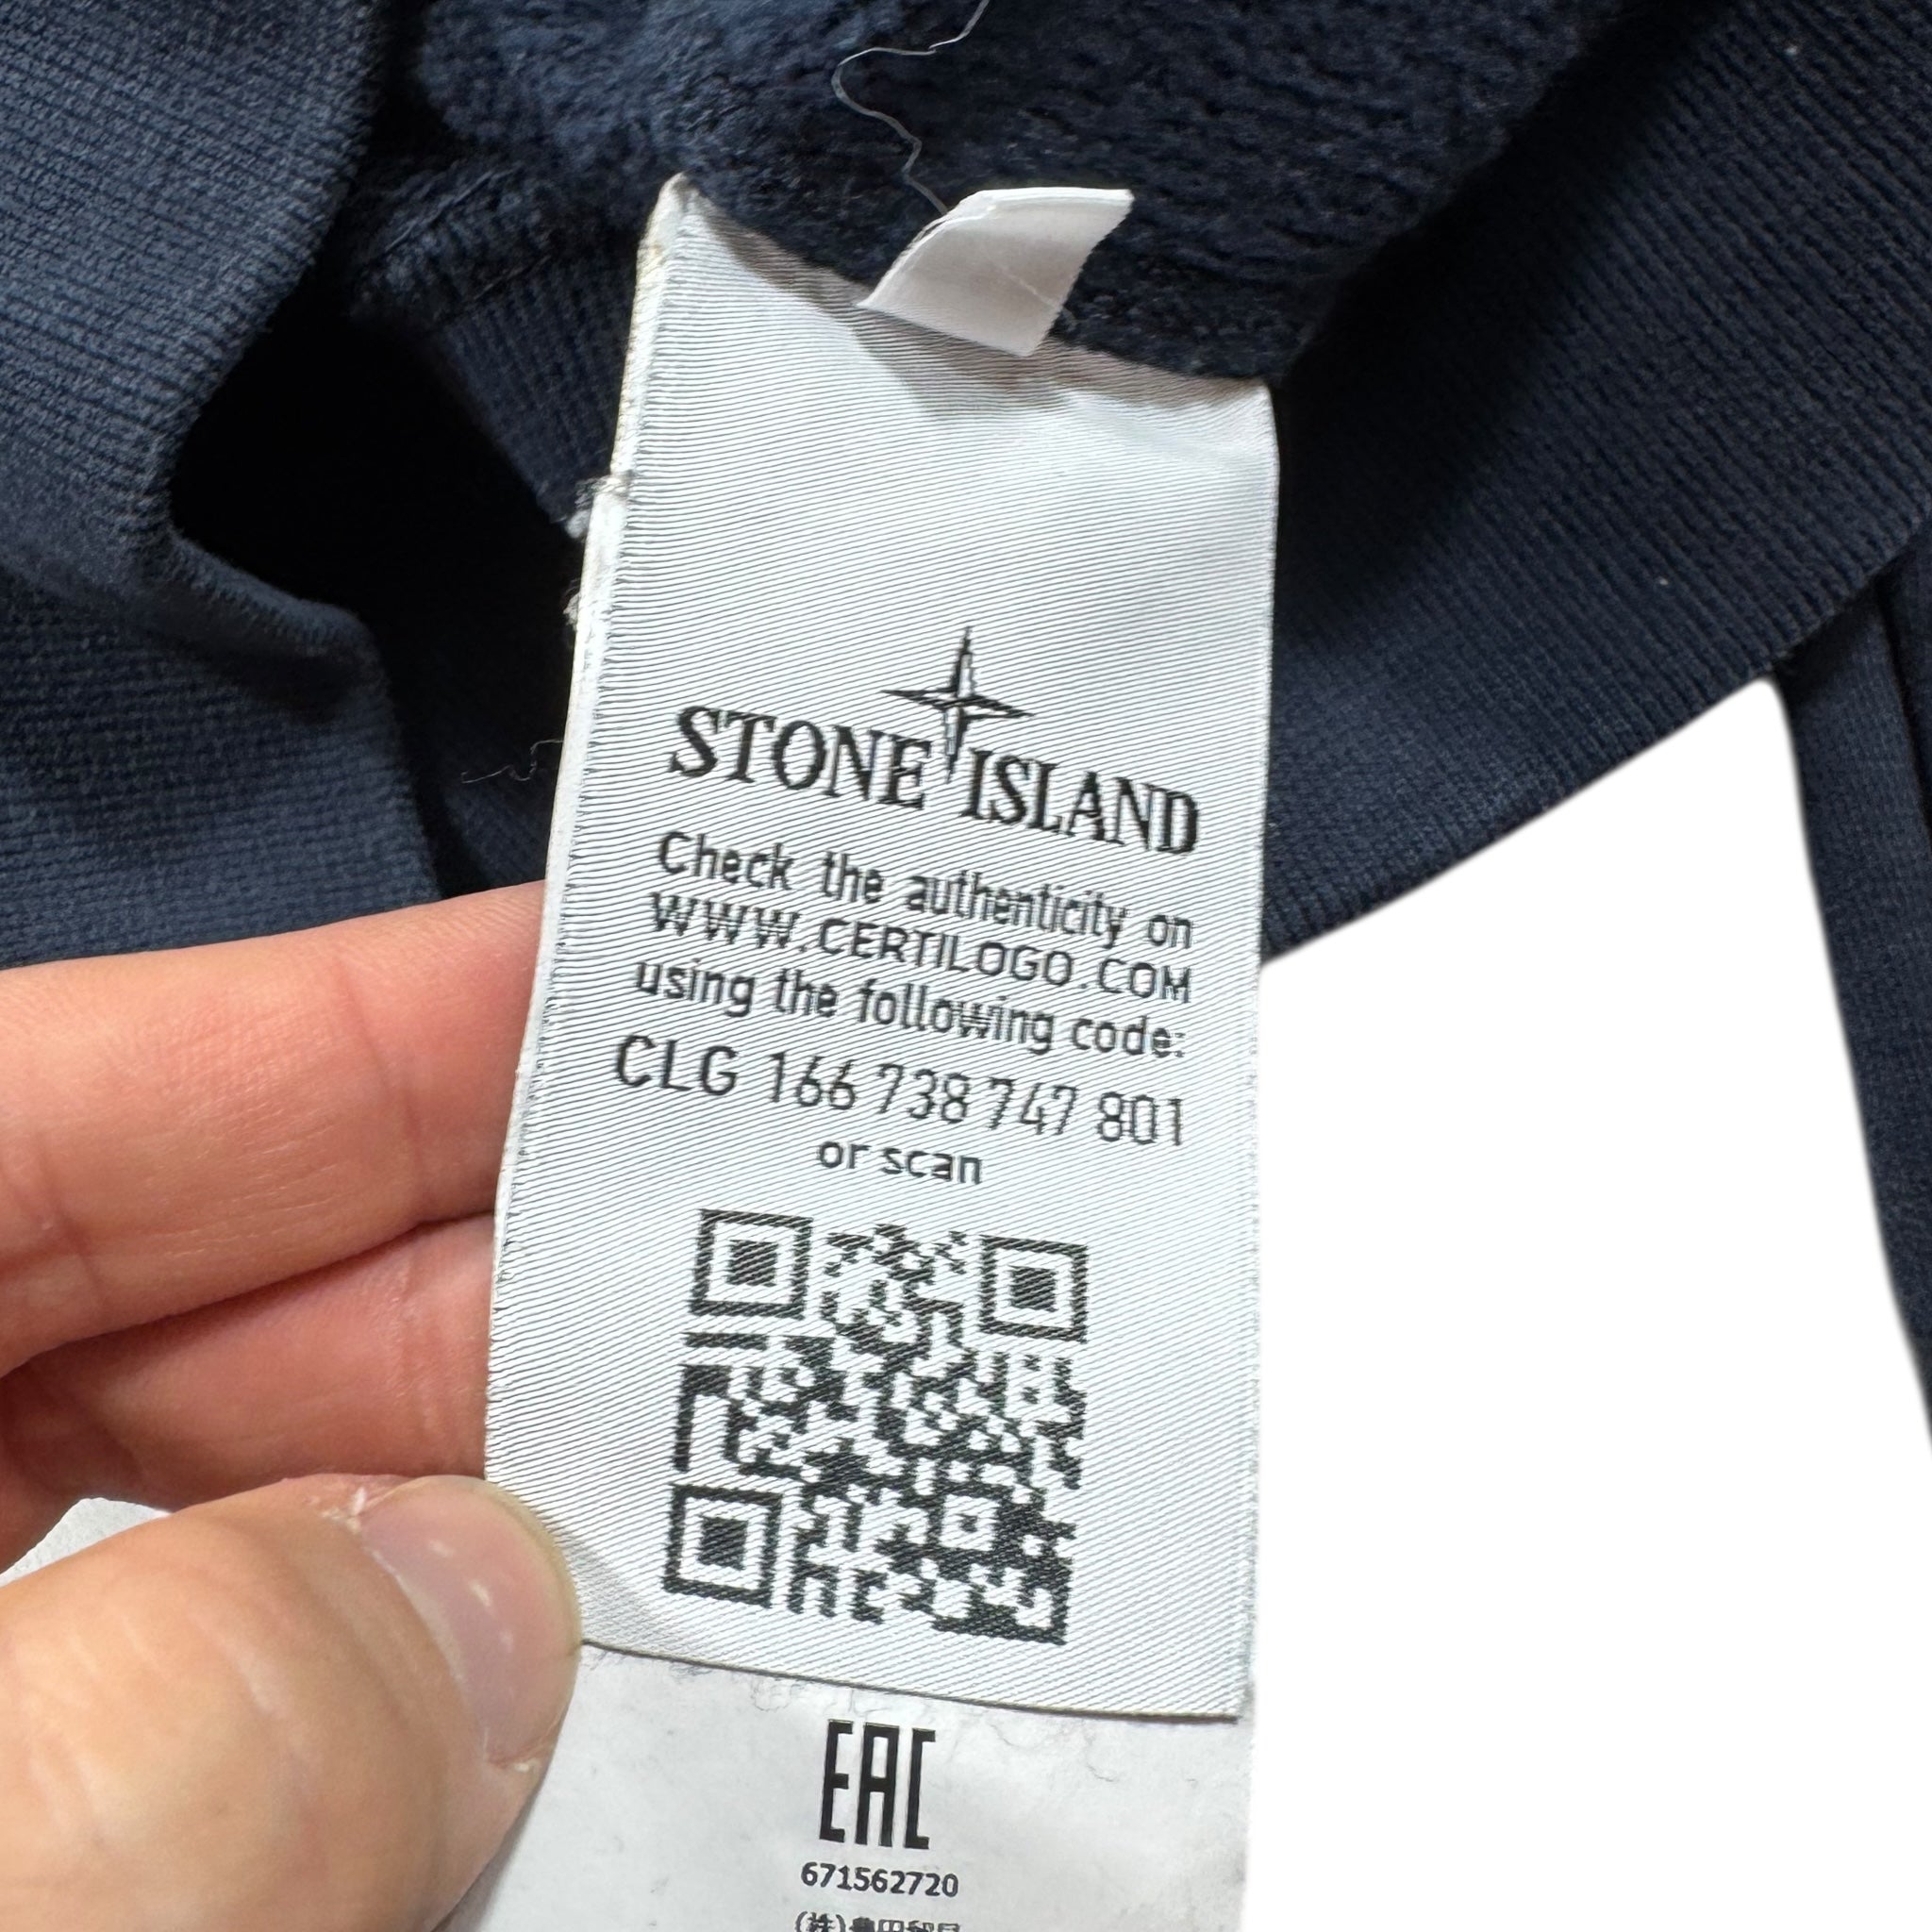 STONE ISLAND
Check the authenticity on
WWW.CERTILOGO.COM
using the following code:
CLG 166 738 747 801
or scan
EAC
671562720
(株)